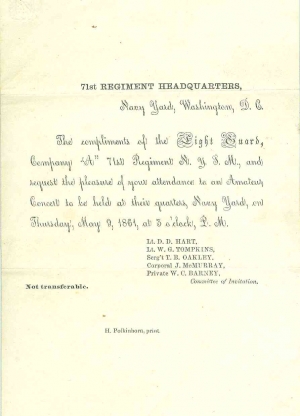 71st REGIMENT HEADQUARTERS,
Navy Yard, Washington, D. C.
The compliments of the Light Guard,
Company "A" 71st Regiment N. Y. S. M., and
request the pleasure of your attendance to an Amateur
Concert to be held at their quarters, Navy Yard, on
Thursday, May 9, 1861, at 5 o'clock, P. M.
Lt. D. D. HART,
Lt. W. G. TOMPKINS,
Serg't T. B. OAKLEY,
Corporal J. McMURRAY,
Private W. C. BARNEY,
Committee of Invitation,
Not transferable.
H. Polkinhorn, print.